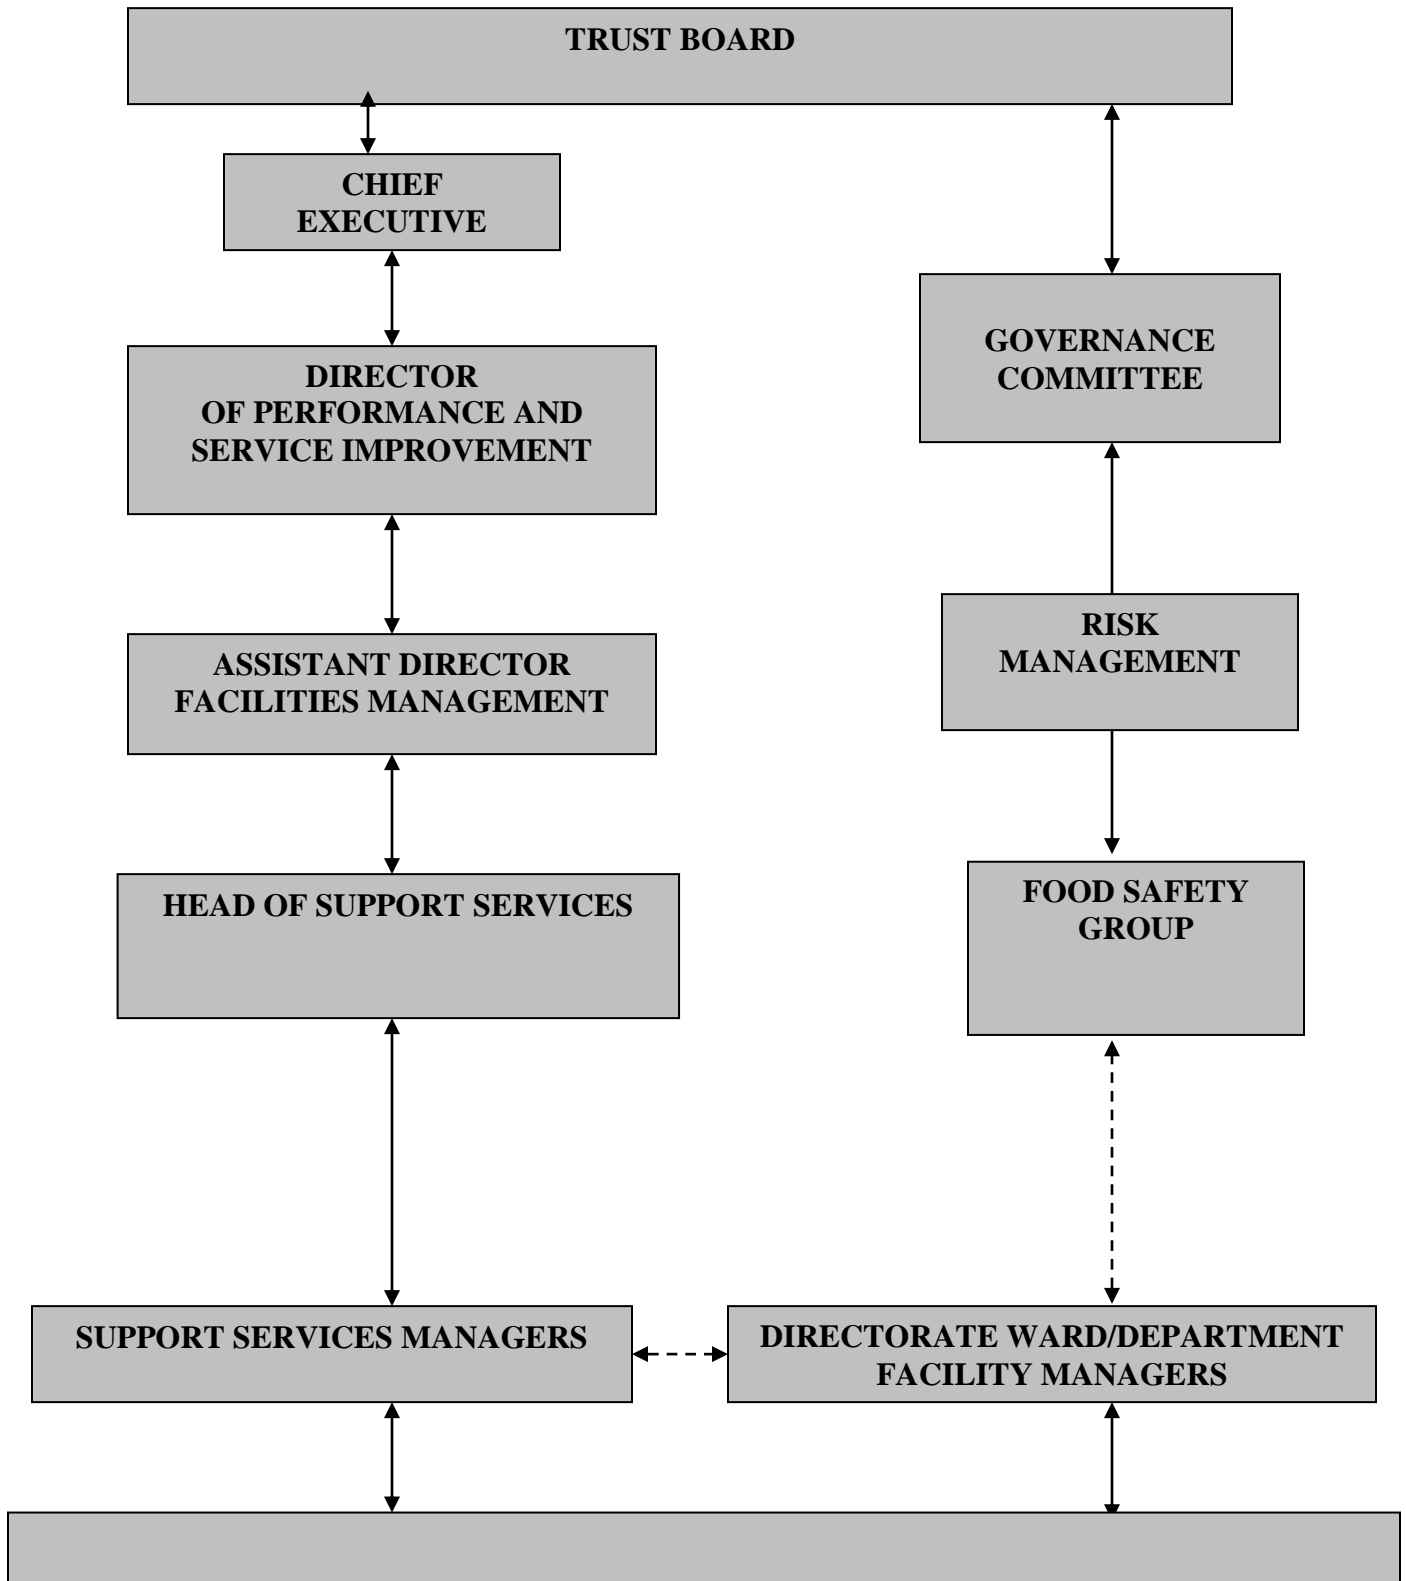 TRUST BOARD
CHIEF
EXECUTIVE
DIRECTOR
OF PERFORMANCE AND
SERVICE IMPROVEMENT
ASSISTANT DIRECTOR
FACILITIES MANAGEMENT
HEAD OF SUPPORT SERVICES
SUPPORT SERVICES MANAGERS
GOVERNANCE
COMMITTEE
RISK
MANAGEMENT
FOOD SAFETY
GROUP
DIRECTORATE WARD/DEPARTMENT
FACILITY MANAGERS